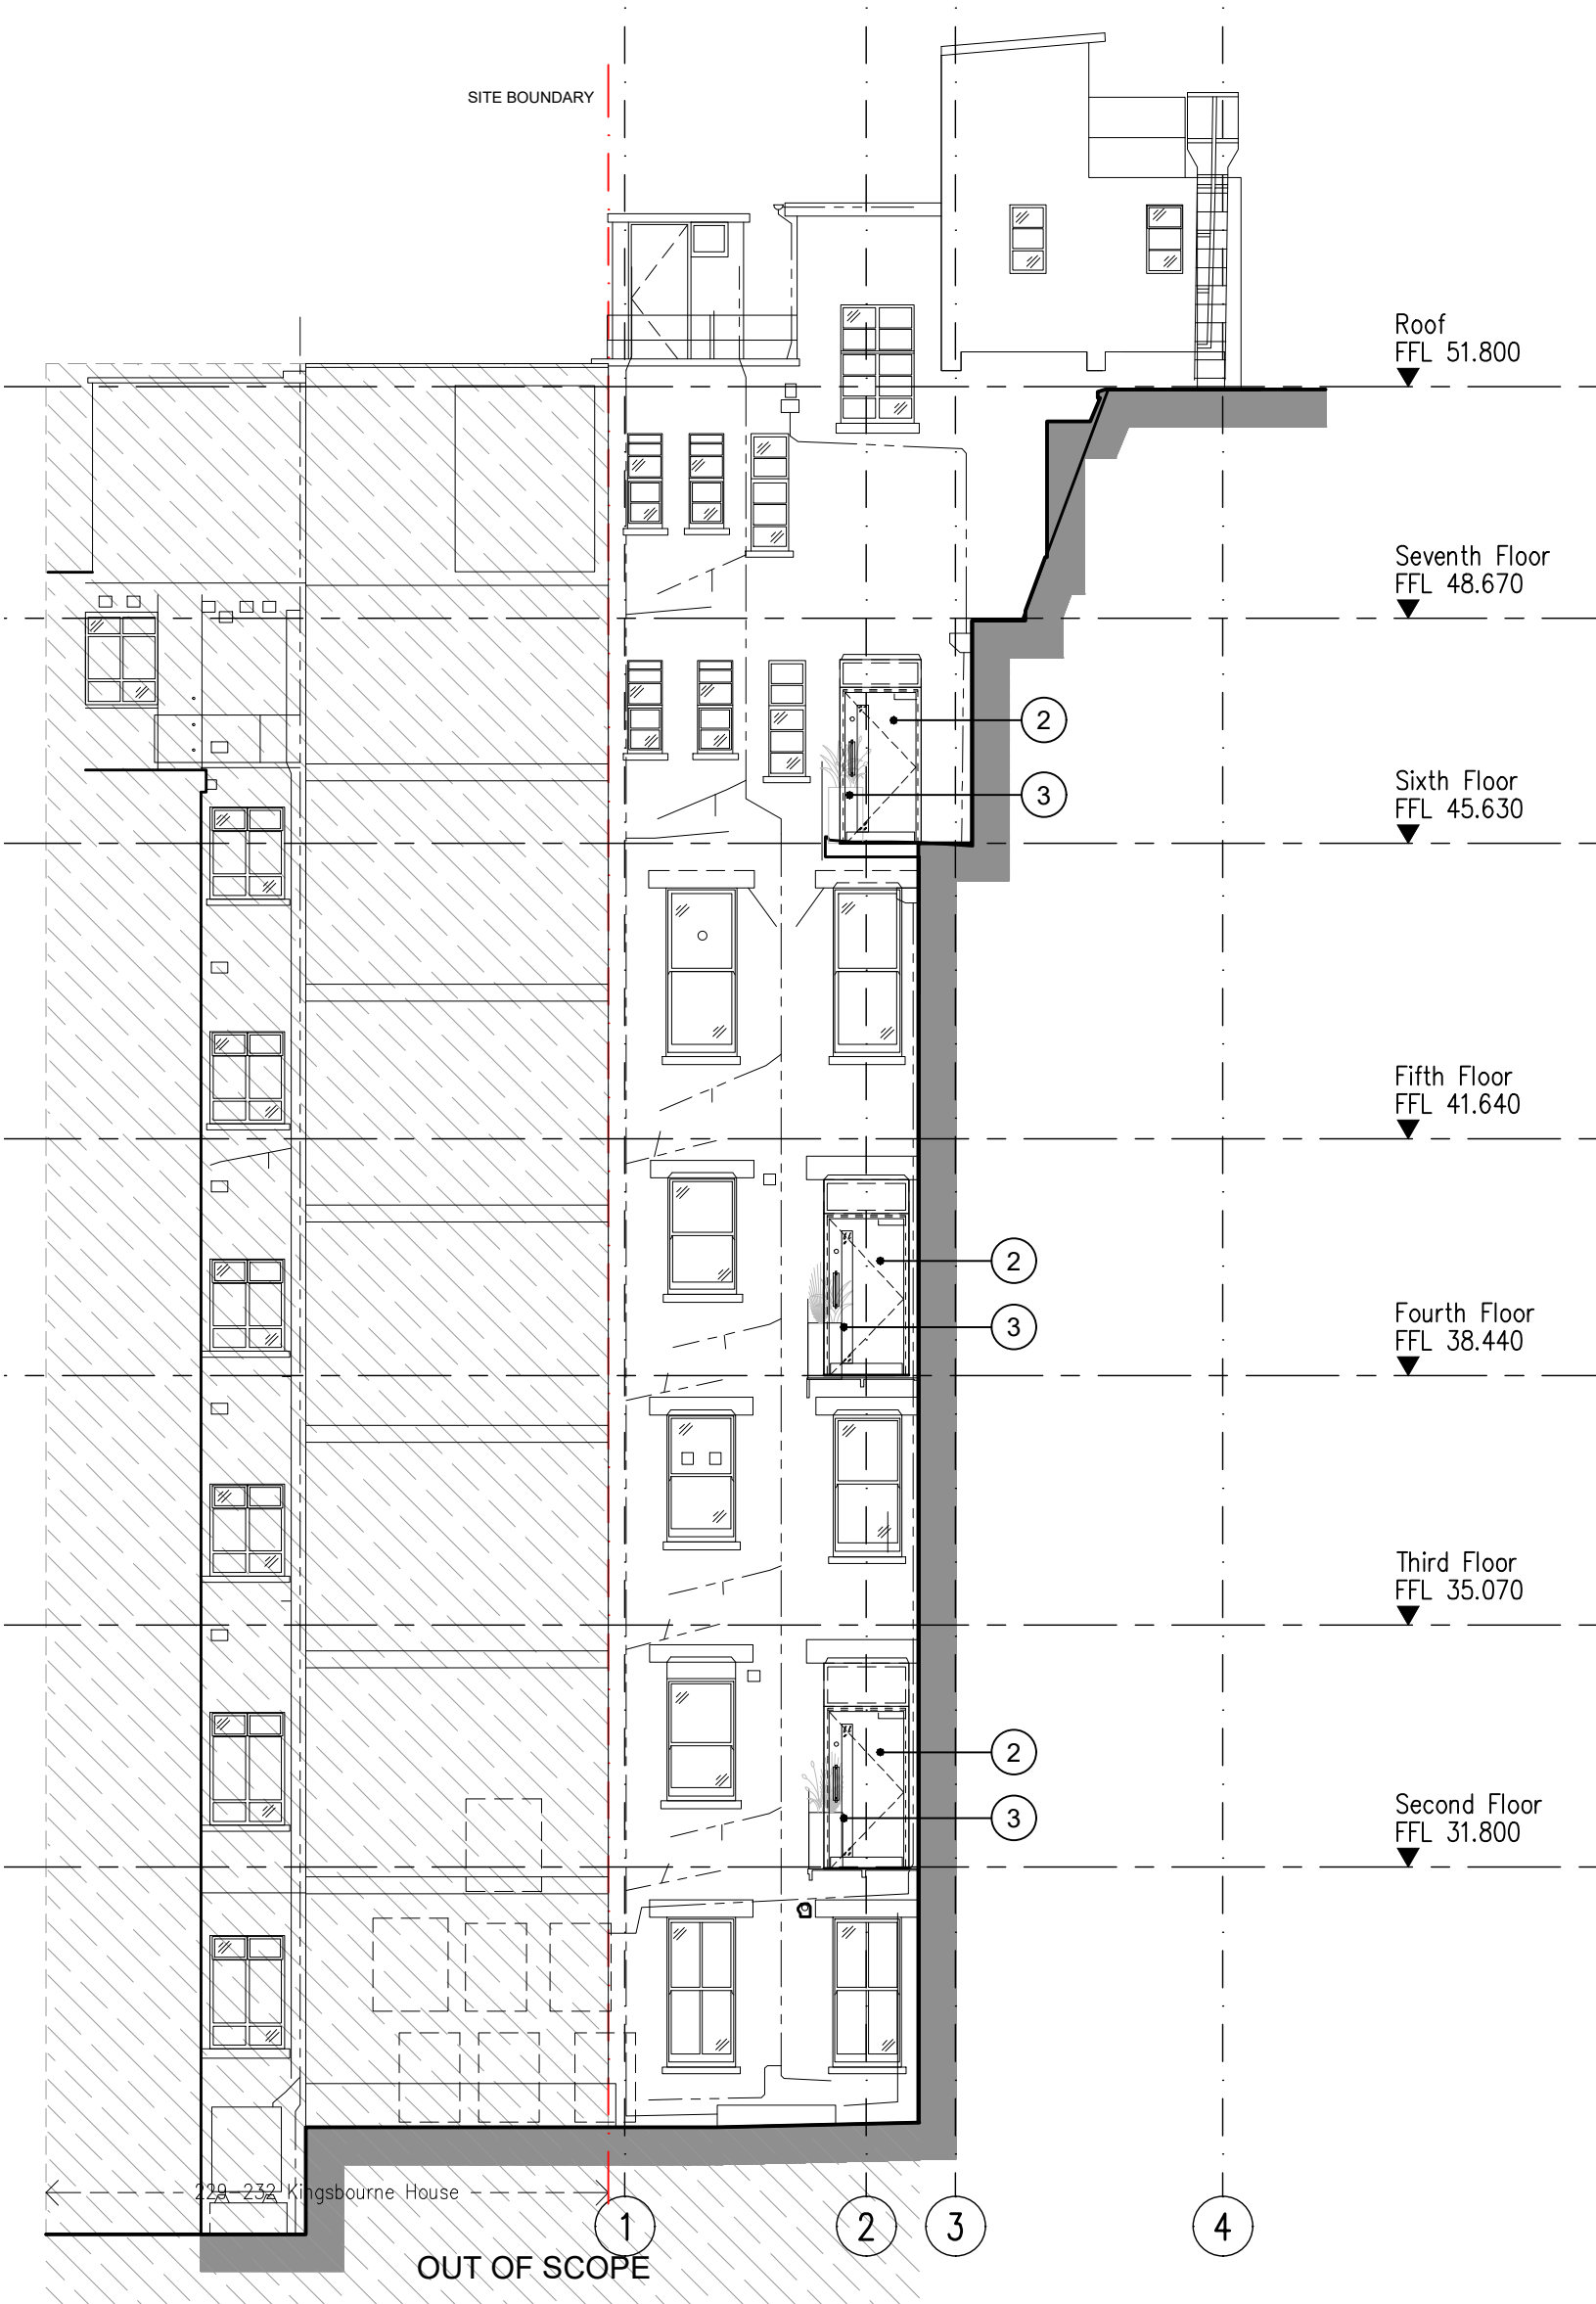 SITE BOUNDARY
Roof
FFL 51.800
Seventh Floor
FFL 48.670
2
3
Sixth Floor
FFL 45.630
Fifth Floor
FFL 41.640
2
3
Fourth Floor
FFL 38.440
Third Floor
FFL 35.070
2
3
Second Floor
FFL 31.800
229-232 Kingsbourne House
1
2
3
4
OUT OF SCOPE